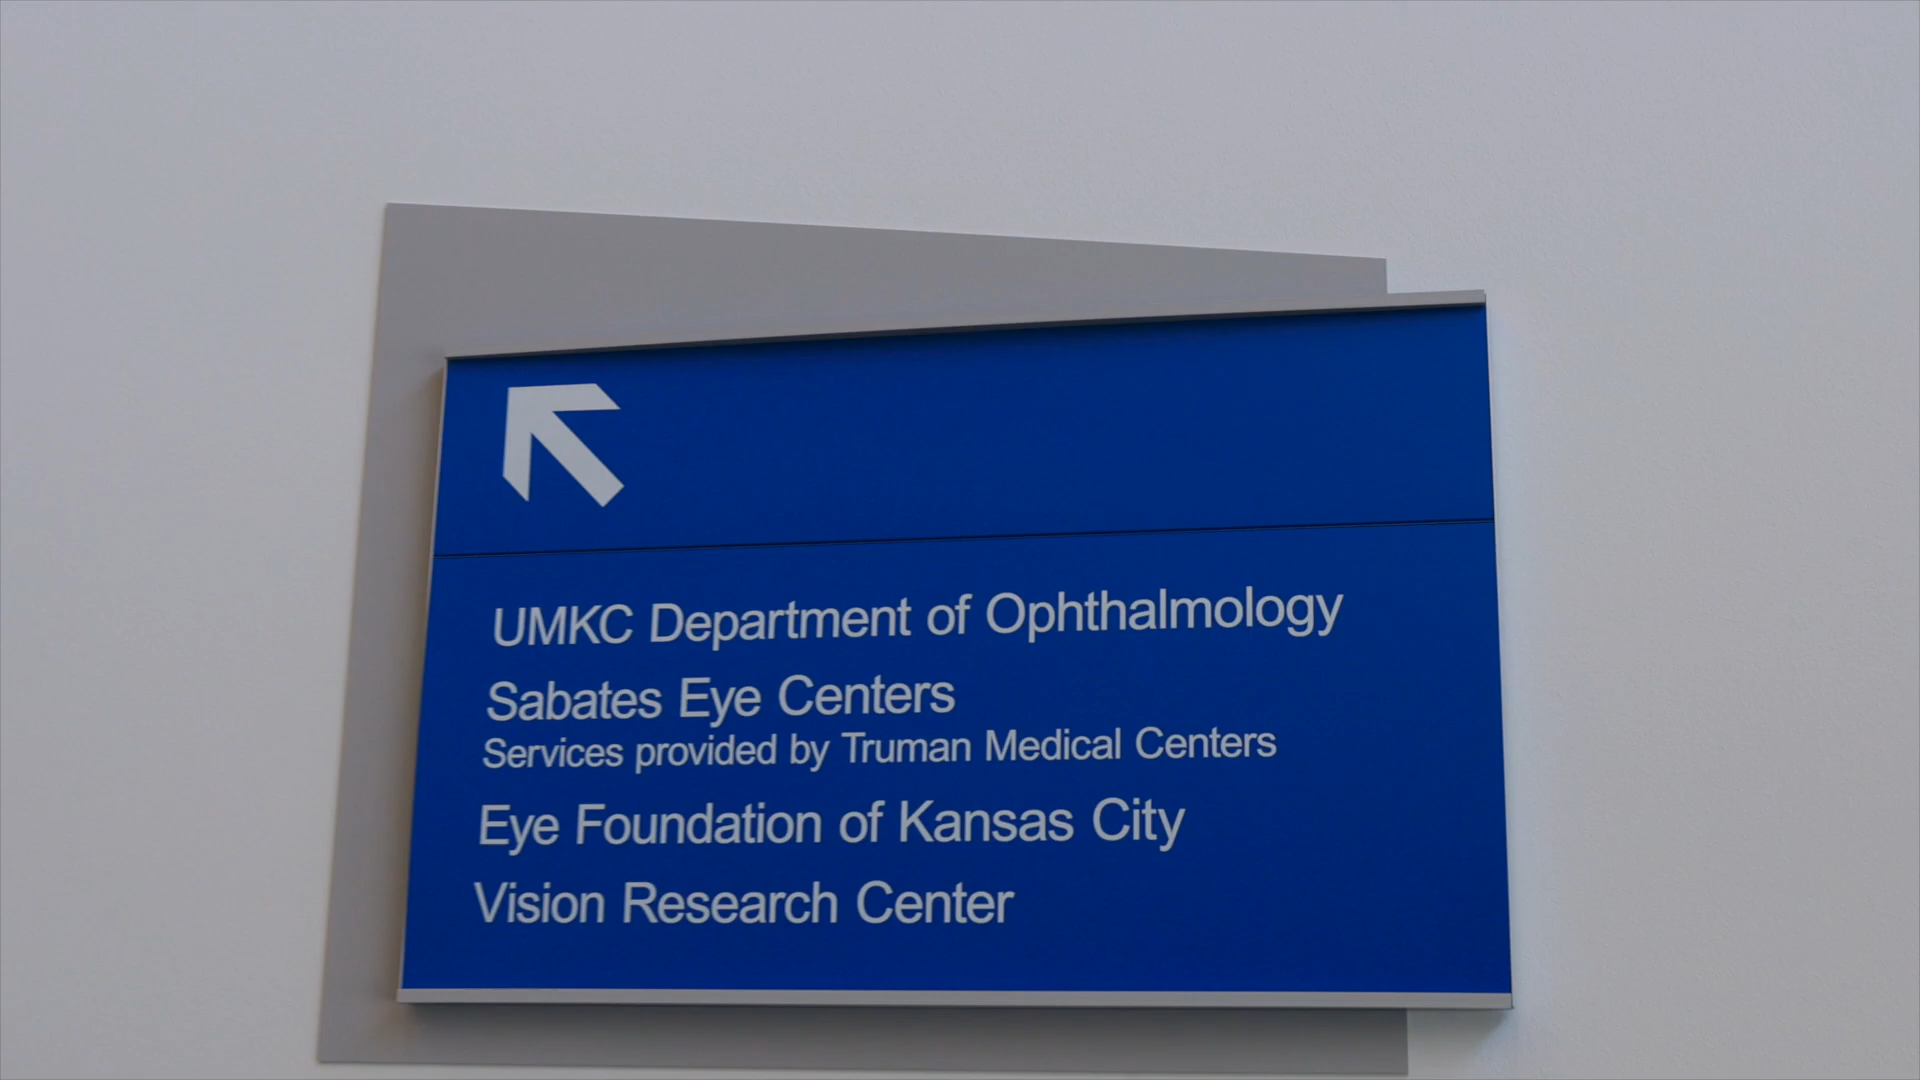 UMKC Department of Ophthalmology
Sabates Eye Centers
Services provided by Truman Medical Centers
Eye Foundation of Kansas City
Vision Research Center